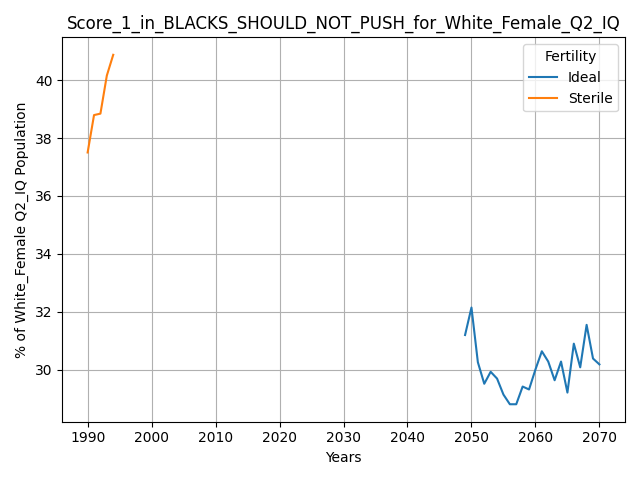 Score_1_in_BLACKS_SHOULD_NOT_PUSH_for_White_Female_Q2_IQ
Fertility
Ideal
Sterile
% of White_Female Q2_IQ Population
40
38
36
34
32
30
1990 2000 2010 2020 2030 2040 2050 2060 2070
Years